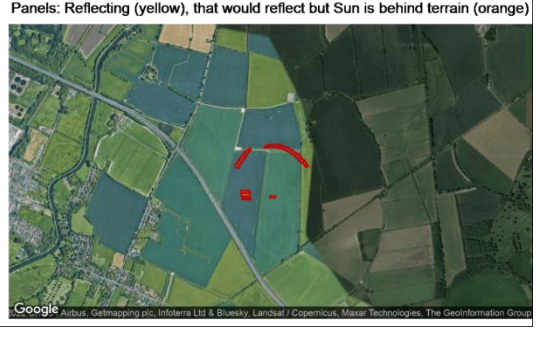 Panels: Reflecting (yellow), that would reflect but Sun is behind terrain (orange)
Google
Airbus, Getmapping plc, Infoterra Ltd & Bluesky, Landsat / Copernicus, Maxar Technologies, The GeoInformation Group